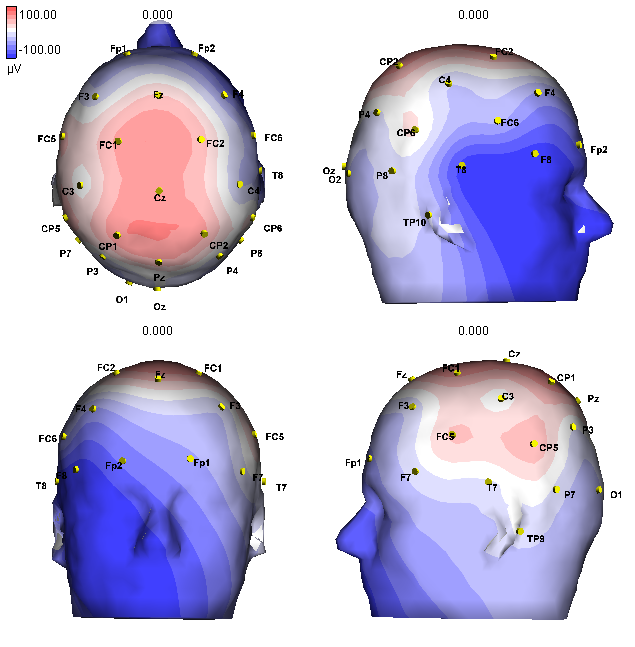 100.00
-100.00
µV
0.000
Fp1
Fp2
F3
Fz
F4
FC5
FC1
FC2
FC6
T8
C3
Cz
C4
CP5
CP6
CP1
CP2
P7
P8
P3
Pz
P4
O1
Oz
0.000
CP2
FC2
C4
P4
F4
CP6
FC6
Fp2
F8
Oz
O2
P8
T8
TP10
0.000
FC2
Fz
FC1
F4
F3
FC6
FC5
Fp2
Fp1
F8
F7
T8
T7
0.000
Cz
Fz
FC1
CP1
F3
C3
Pz
FC5
CP5
P3
Fp1
F7
T7
P7
O1
TP9